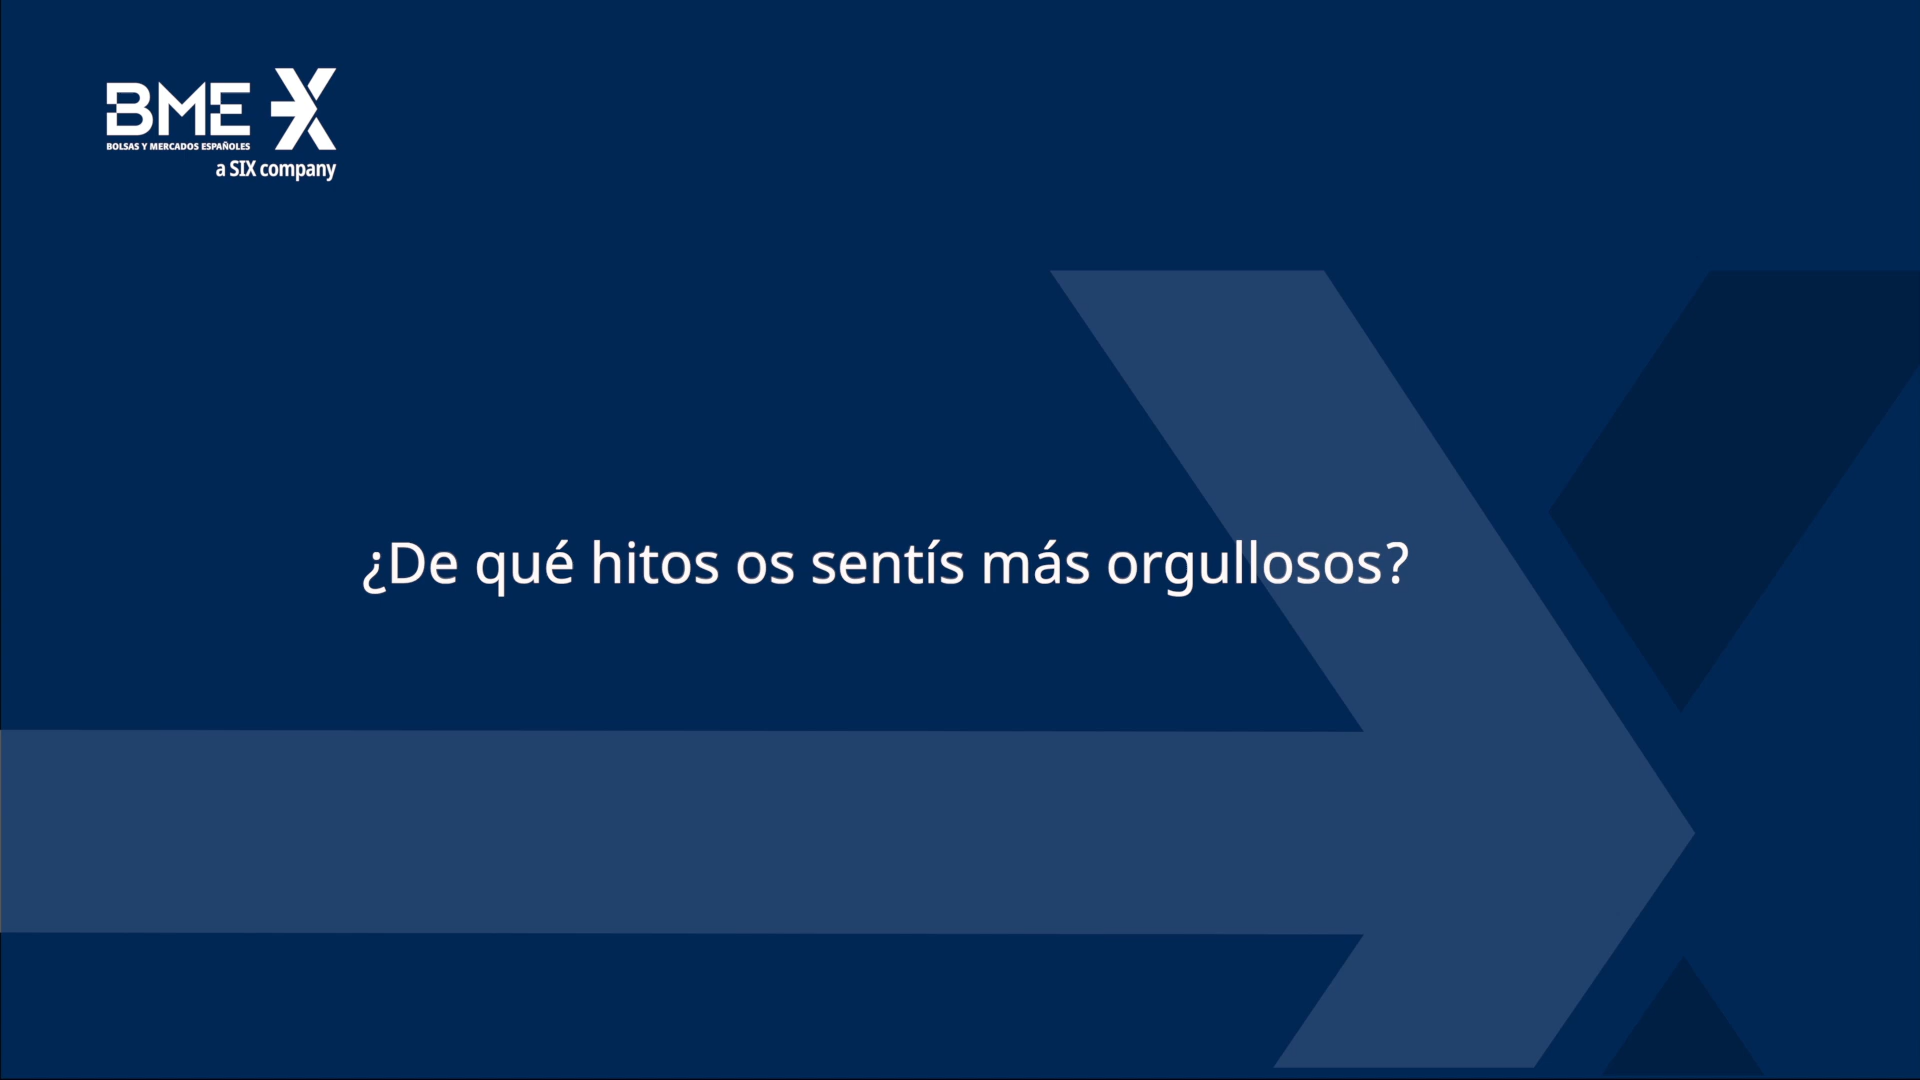 BME X
BOLSAS Y MERCADOS ESPAÑOLES
a SIX company
¿De qué hitos os sentís más orgullosos?